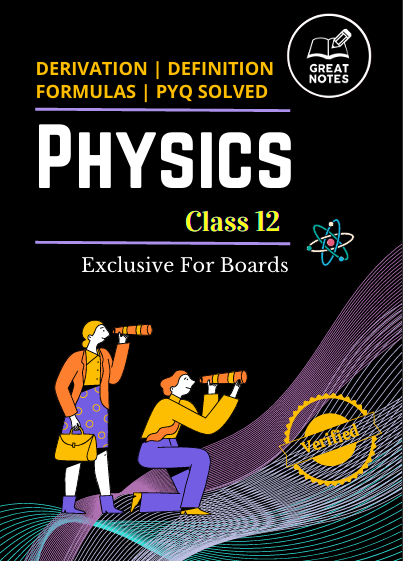 DERIVATION | DEFINITION
FORMULAS | PYQ SOLVED
GREAT
NOTES
PHYSICS
Class 12
Exclusive For Boards
Verified